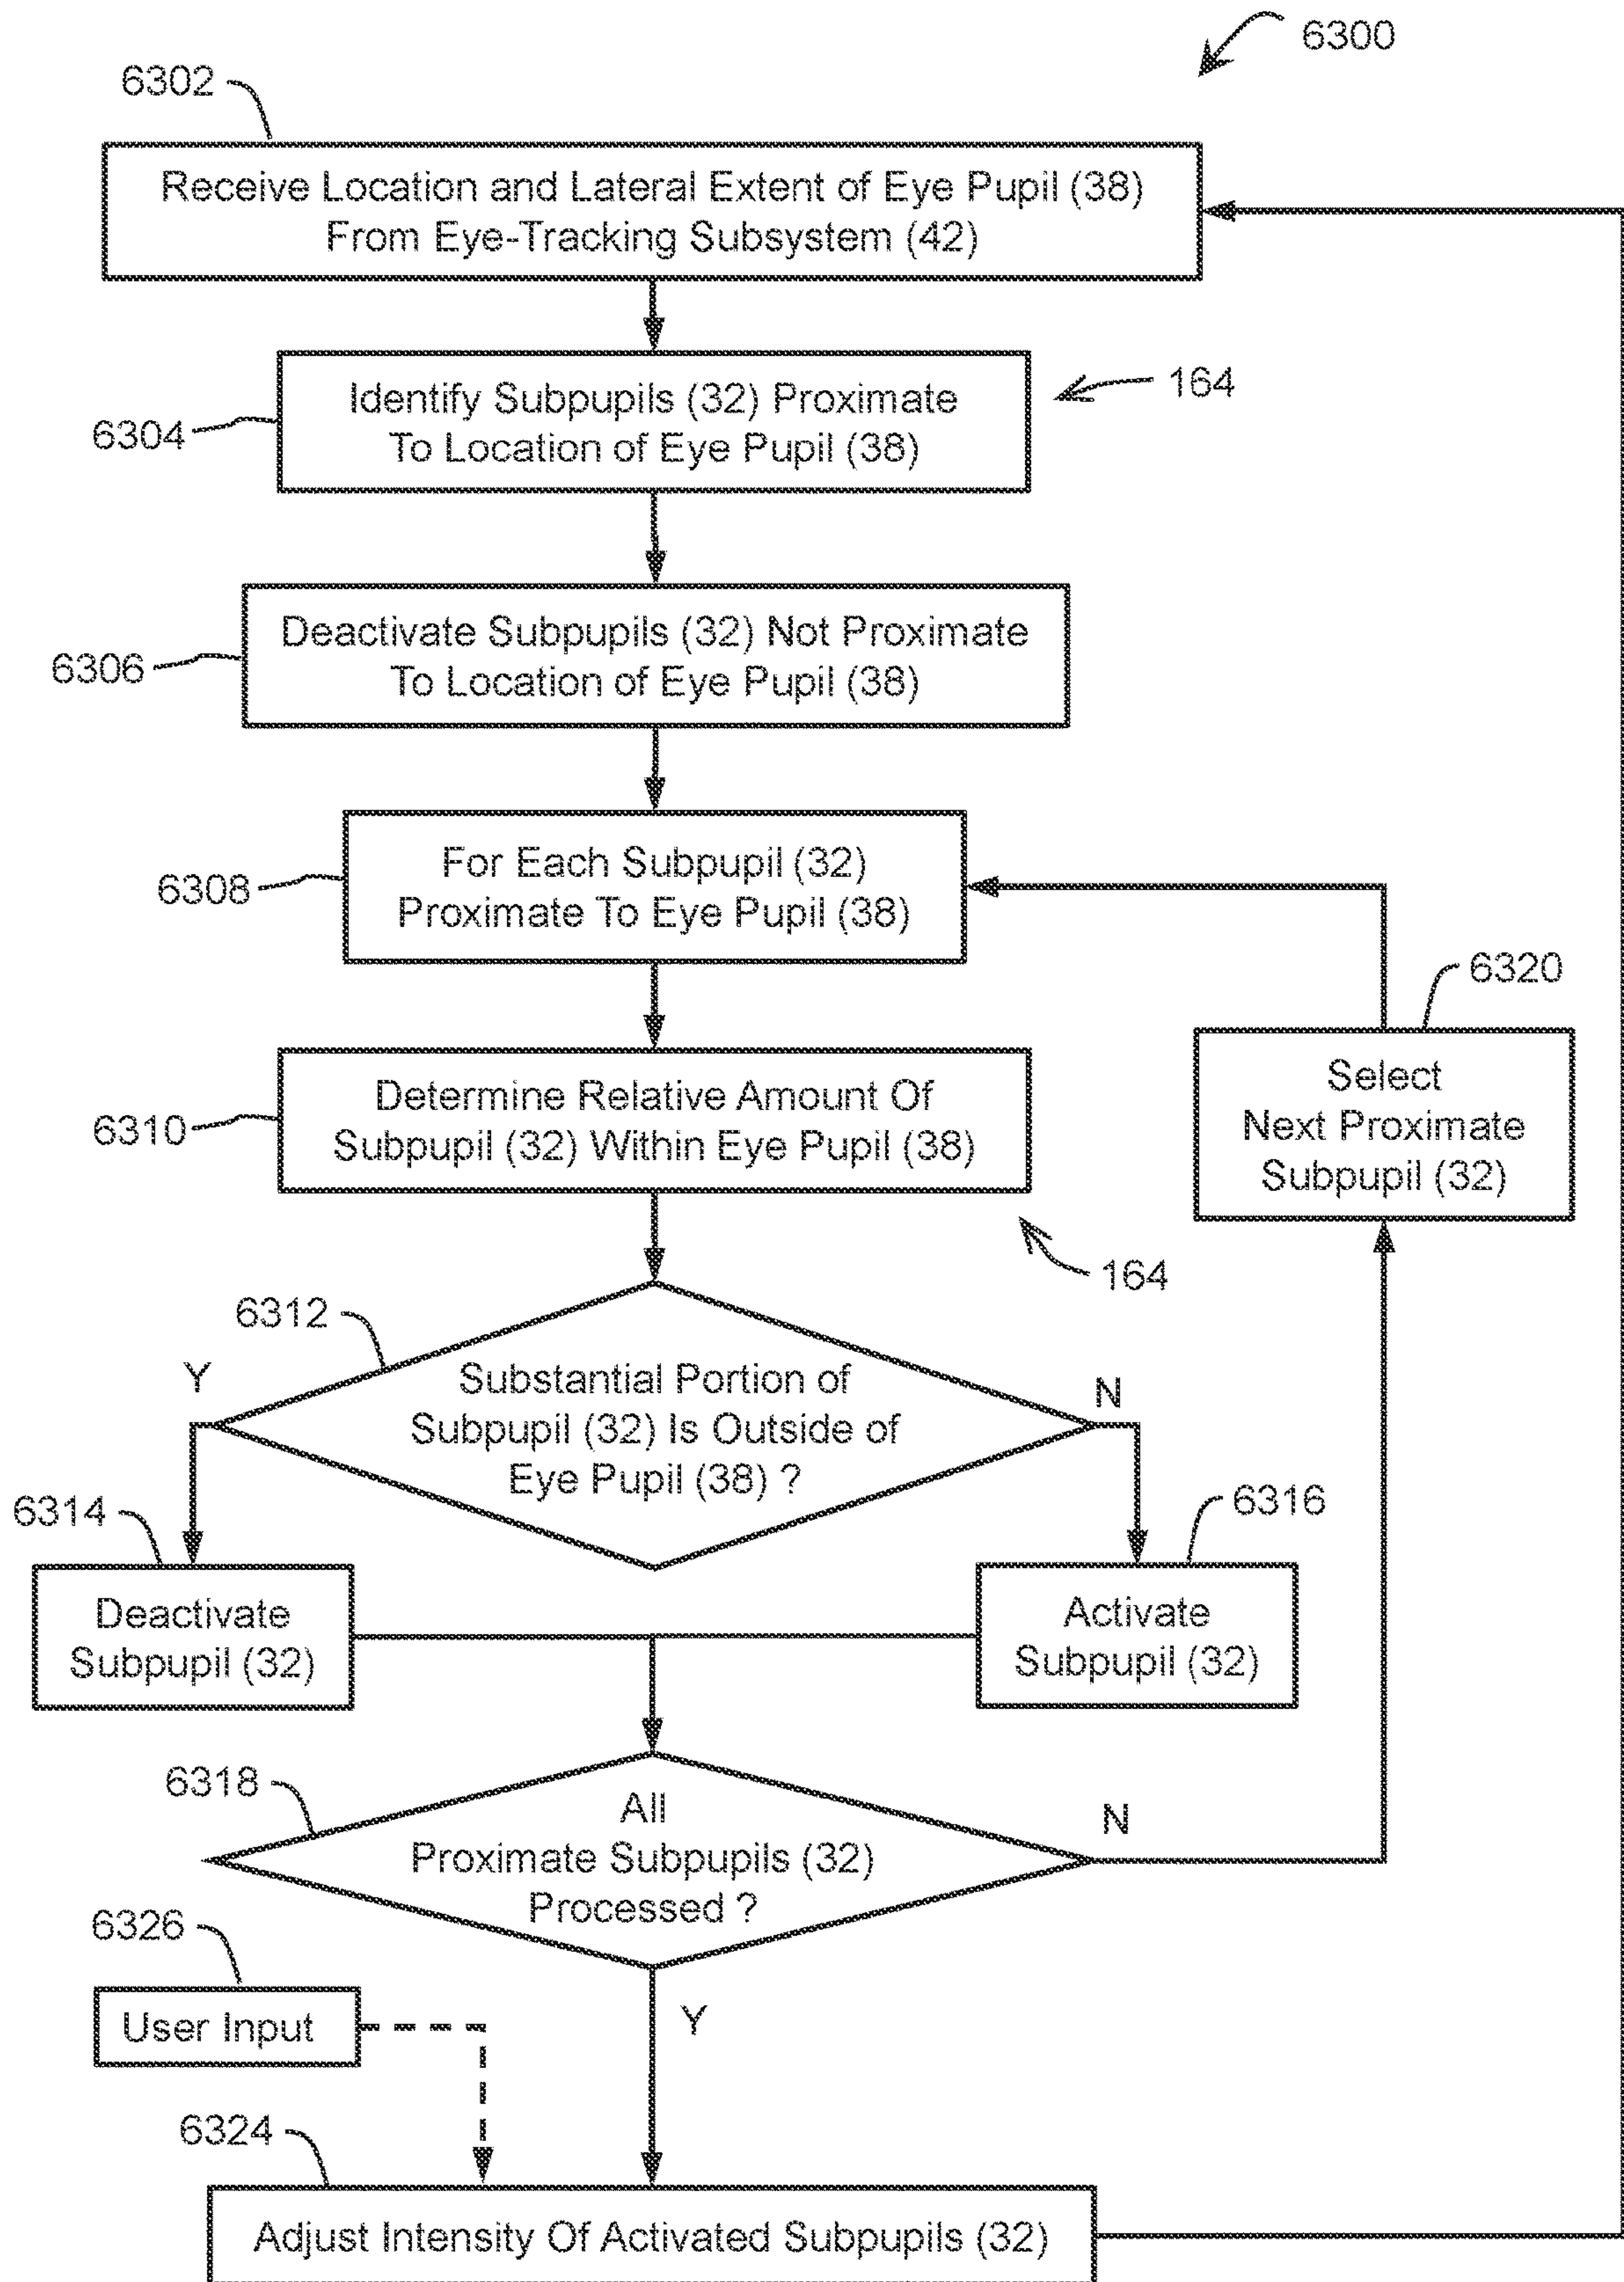 6300
6302
Receive Location and Lateral Extent of Eye Pupil (38)
From Eye-Tracking Subsystem (42)
164
6304
Identify Subpupils (32) Proximate
To Location of Eye Pupil (38)
6306
Deactivate Subpupils (32) Not Proximate
To Location of Eye Pupil (38)
6308
For Each Subpupil (32)
Proximate To Eye Pupil (38)
6320
Select
Next Proximate
Subpupil (32)
6310
Determine Relative Amount Of
Subpupil (32) Within Eye Pupil (38)
164
6312
Y
N
Substantial Portion of
Subpupil (32) Is Outside of
Eye Pupil (38) ?
6314
Deactivate
Subpupil (32)
6316
Activate
Subpupil (32)
6318
All
Proximate Subpupils (32)
Processed ?
N
6326
User Input
Y
6324
Adjust Intensity Of Activated Subpupils (32)